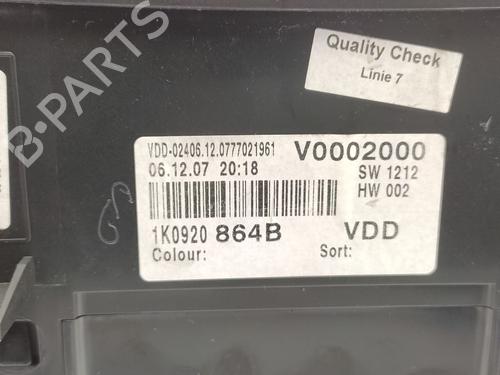 B-PARTS
Quality Check
Linie 7
VDD-02406.12.0777021961
V0002000
06.12.07 20:18
SW 1212
HW 002
1K0920 864B
VDD
Colour:
Sort: